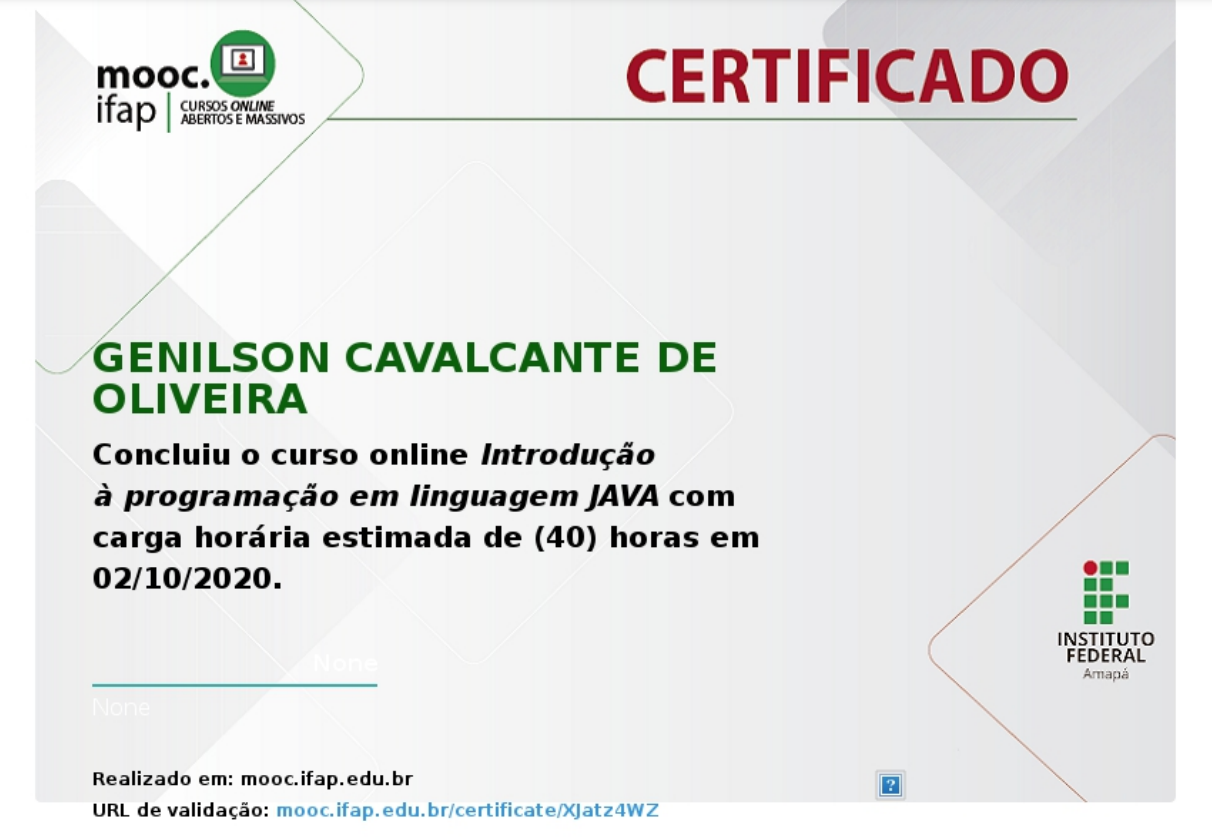 mooc.
ifap
CURSOS ONLINE
ABERTOS E MASSIVOS
CERTIFICADO
GENILSON CAVALCANTE DE
OLIVEIRA
Concluiu o curso online Introdução
à programação em linguagem JAVA com
carga horária estimada de (40) horas em
02/10/2020.
None
None
INSTITUTO
FEDERAL
Amapá
Realizado em: mooc.ifap.edu.br
?
URL de validação: mooc.ifap.edu.br/certificate/XJatz4WZ